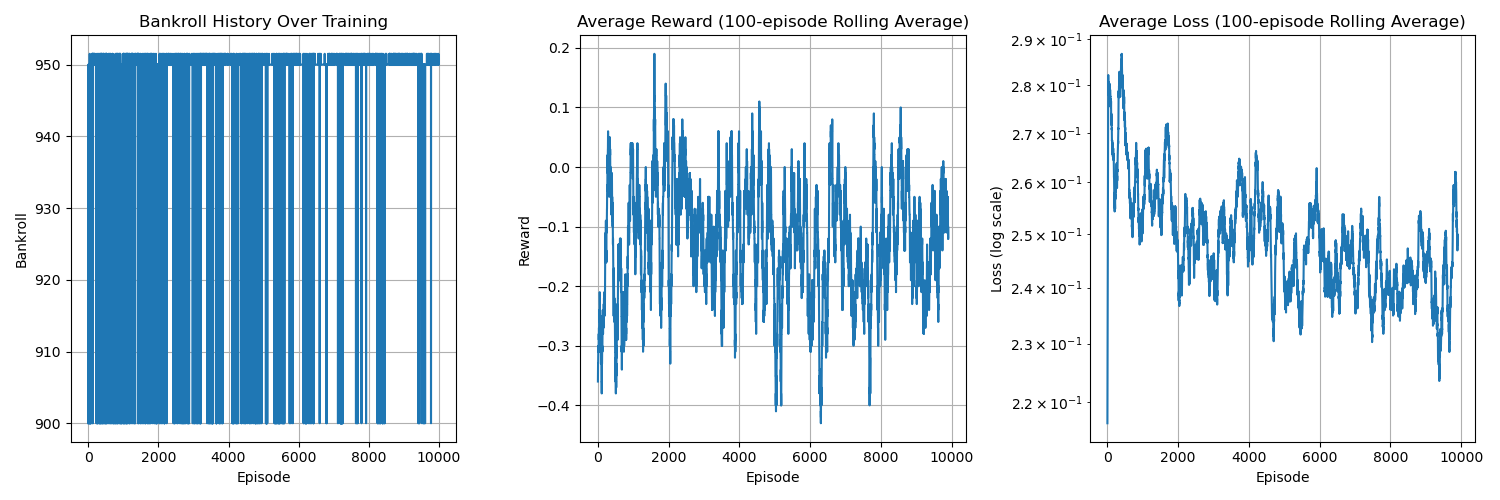 Bankroll History Over Training
Bankroll
950
940
930
920
910
900
0 2000 4000 6000 8000 10000
Episode
Average Reward (100-episode Rolling Average)
Reward
0.2
0.1
0.0
−0.1
−0.2
−0.3
−0.4
0 2000 4000 6000 8000 10000
Episode
Average Loss (100-episode Rolling Average)
Loss (log scale)
2.9 × 10⁻¹
2.8 × 10⁻¹
2.7 × 10⁻¹
2.6 × 10⁻¹
2.5 × 10⁻¹
2.4 × 10⁻¹
2.3 × 10⁻¹
2.2 × 10⁻¹
0 2000 4000 6000 8000 10000
Episode